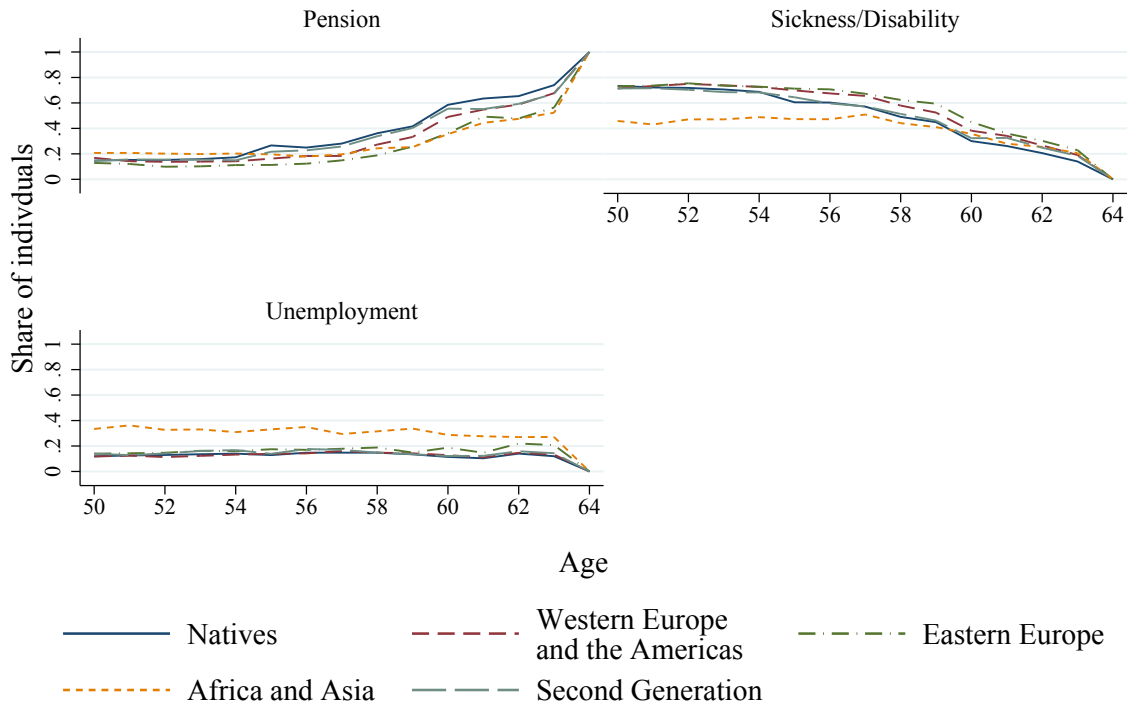 Pension
Sickness/Disability
Share of indivduals
0 .2 .4 .6 .8 1
50 52 54 56 58 60 62 64
Unemployment
0 .2 .4 .6 .8 1
50 52 54 56 58 60 62 64
Age
Natives
Western Europe
and the Americas
Eastern Europe
Africa and Asia
Second Generation